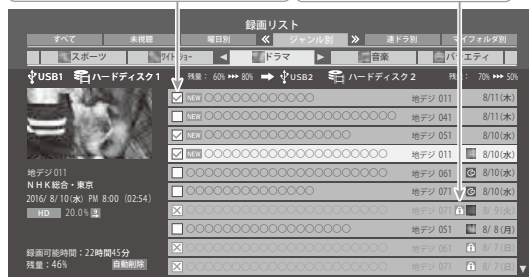 録画リスト
すべて 未視聴 曜日別 ≪ ジャンル別 ≫ 連ドラ別 マイフォルダ別
スポーツ ワイドショー ◀ ドラマ ▶ 音楽 バラエティ
USB1 ハードディスク1 残量: 60% ▸▸▸ 80% ➡ USB2 ハードディスク2 残量: 70% ▸▸▸ 50%
☑ NEW 〇〇〇〇〇〇〇〇〇〇〇〇 地デジ 011 8/11(木)
☐ NEW 〇〇〇〇〇〇〇〇〇〇〇〇〇〇〇〇〇〇〇〇〇 地デジ 041 8/11(木)
☑ NEW 〇〇〇〇〇〇〇〇〇〇〇〇〇〇〇〇 地デジ 051 8/10(水)
☑ NEW 〇〇〇〇〇〇〇〇〇〇〇〇〇〇〇〇〇〇〇〇 地デジ 011 8/10(水)
☐ 〇〇〇〇〇〇〇〇〇〇〇〇〇〇〇〇〇〇〇 地デジ 061 8/10(水)
☐ 〇〇〇〇〇〇〇〇〇〇〇〇〇〇 地デジ 071 8/10(水)
☒ 地デジ 071 8/ 9(火)
☐ 〇〇〇〇〇〇〇〇〇〇〇〇〇〇〇〇 地デジ 051 8/ 8(月)
☒ 地デジ 061 8/ 7(日)
☒ 地デジ 071 8/ 7(日)
地デジ011
NHK総合・東京
2016/ 8/10(水) PM 8:00 (02:54)
HD 20.0%
録画可能時間:22時間45分
残量:46% 自動削除